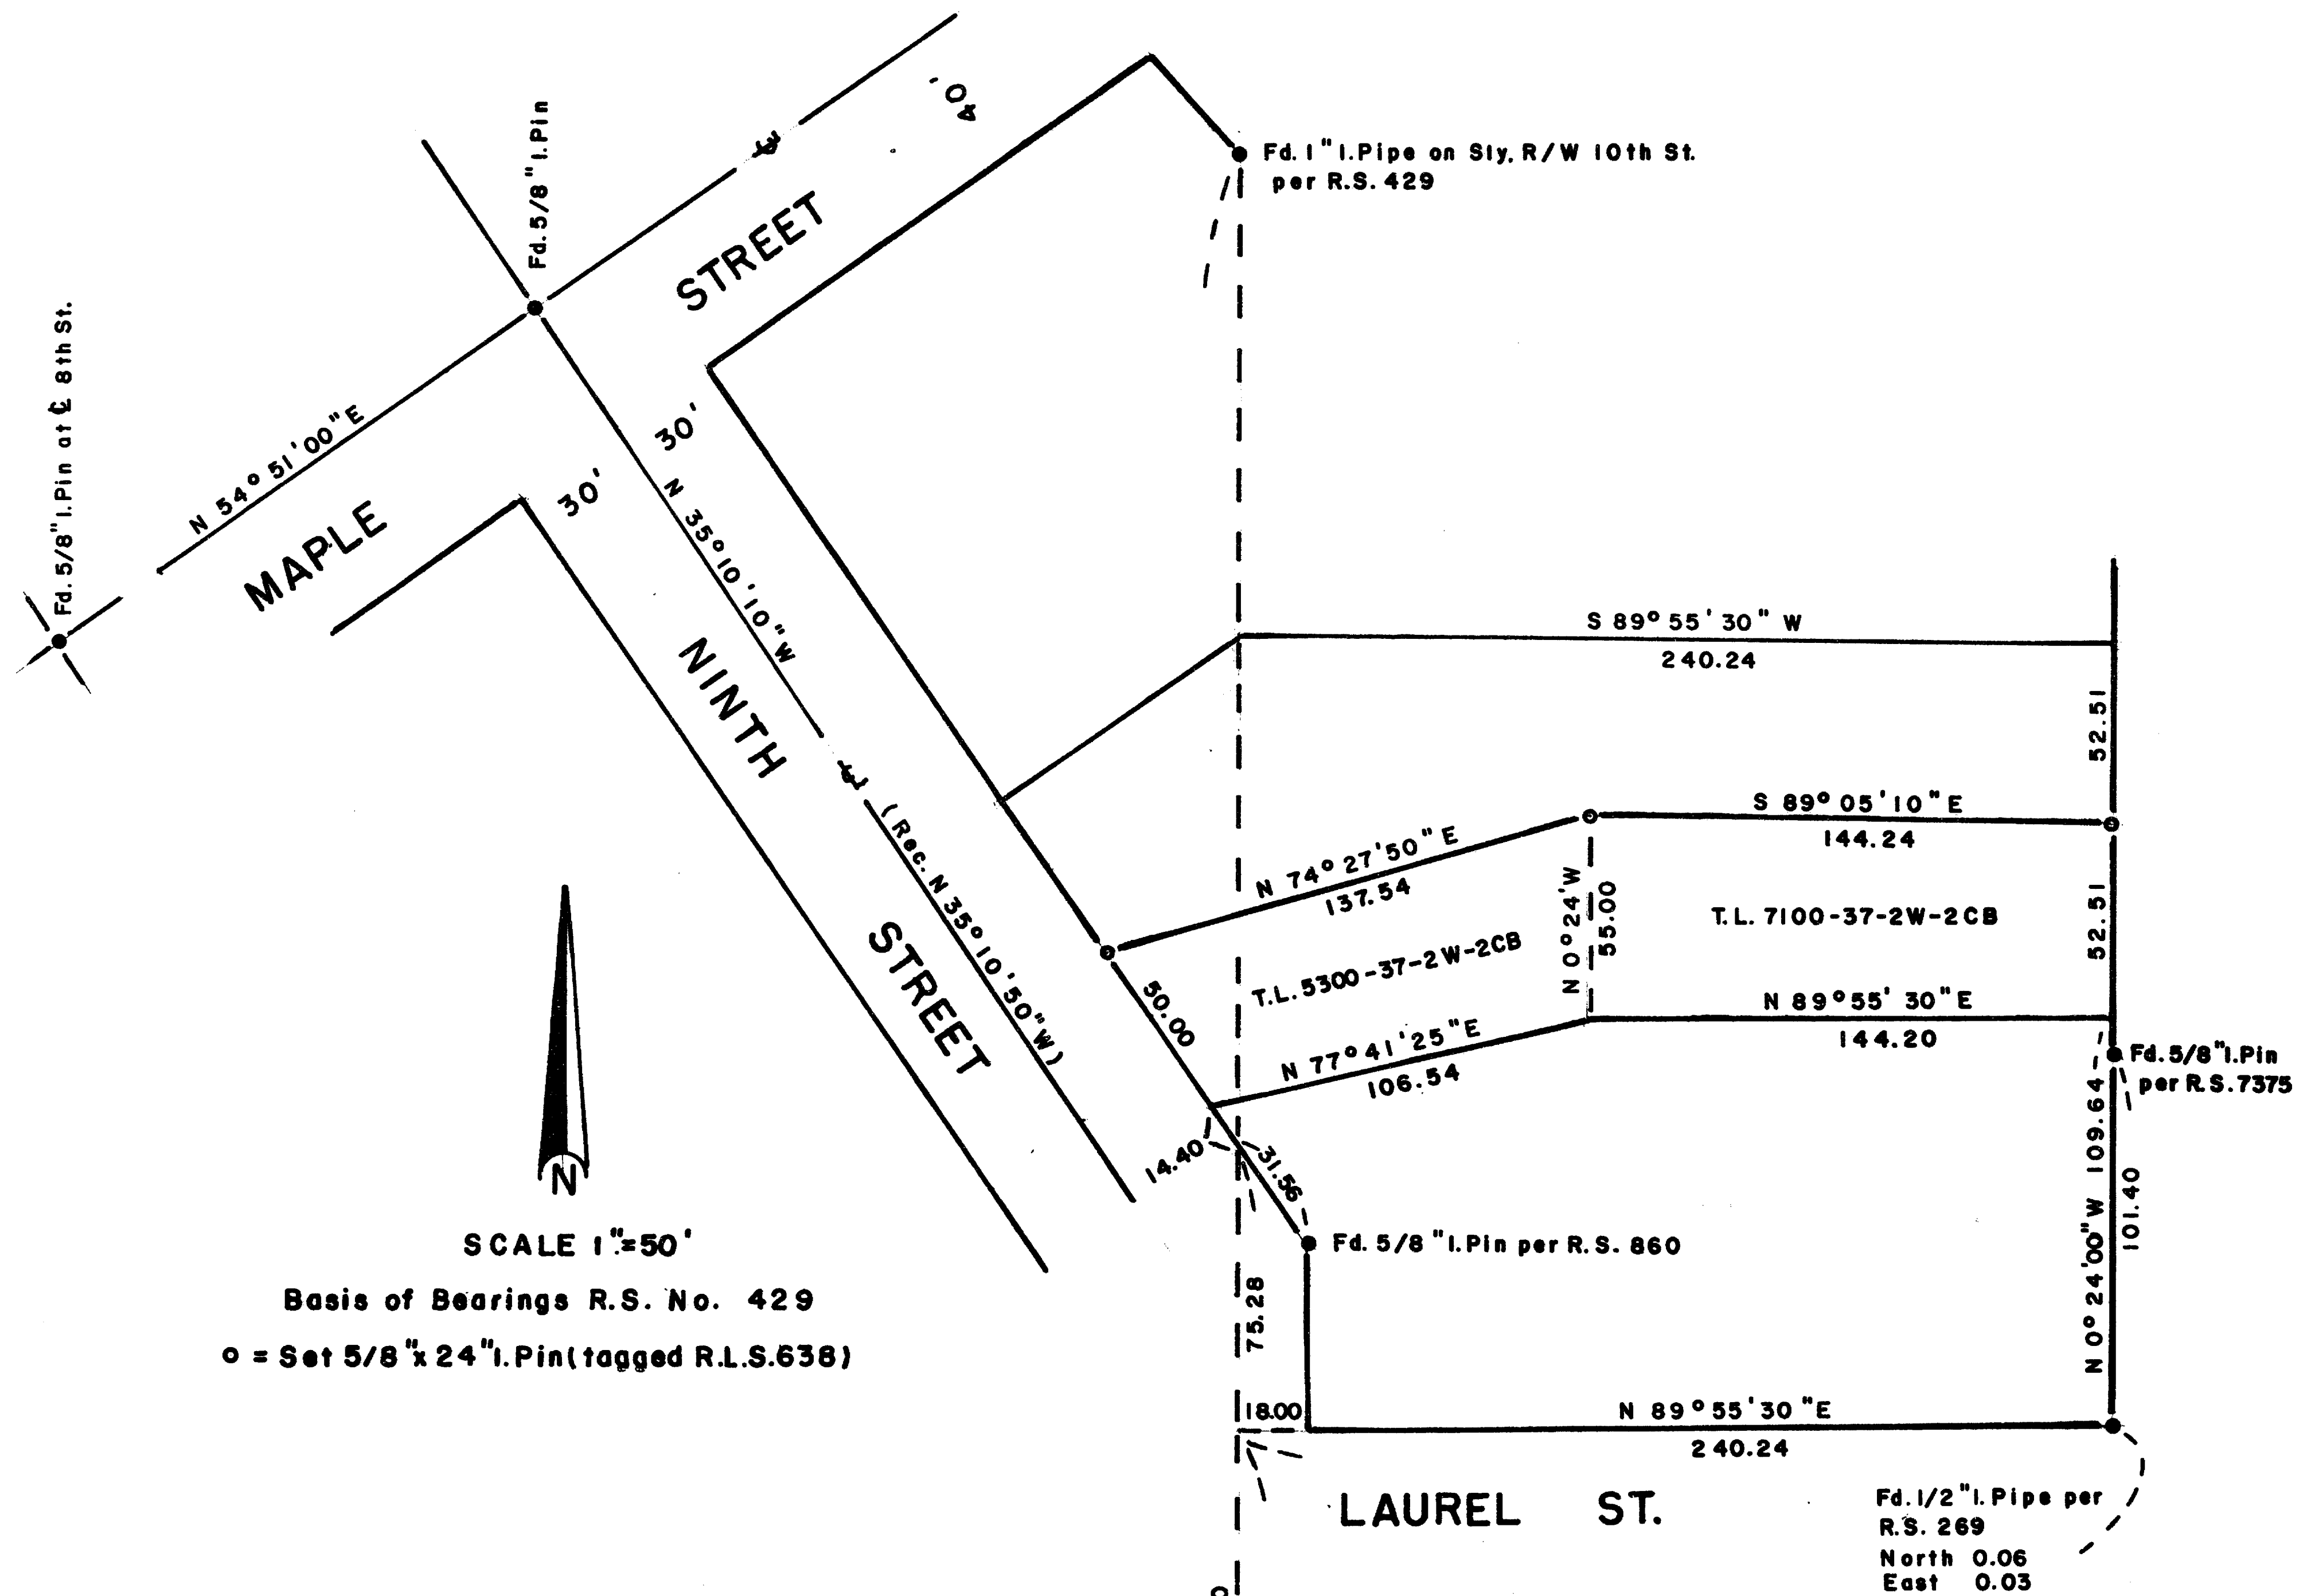 40'
Fd. 5/8" I.Pin
Fd. 1" I.Pipe on Sly. R/W 10th St.
per R.S. 429
STREET
Fd. 5/8" I.Pin at ℄ 8th St.
N 54° 51' 00" E
MAPLE
30'
30'
N 35° 10' 10" W
NINTH
STREET
℄
℄
(Rec. N 35° 10' 50" W)
S 89° 55' 30" W
240.24
52.51
S 89° 05' 10" E
144.24
N 74° 27' 50" E
137.54
N 0° 24' W
55.00
T.L. 7100-37-2W-2CB
52.51
T.L. 5300-37-2W-2CB
50.00
N 89° 55' 30" E
144.20
N 77° 41' 25" E
106.54
Fd. 5/8" I.Pin
per R.S. 7375
14.40
31.56
N 0° 24' 00" W 109.64
101.40
Fd. 5/8" I.Pin per R.S. 860
75.28
18.00
N 89° 55' 30" E
240.24
LAUREL ST.
Fd. 1/2" I.Pipe per
R.S. 269
North 0.06
East 0.03
N
SCALE 1"=50'
Basis of Bearings R.S. No. 429
o = Set 5/8" x 24" I.Pin (tagged R.L.S. 638)